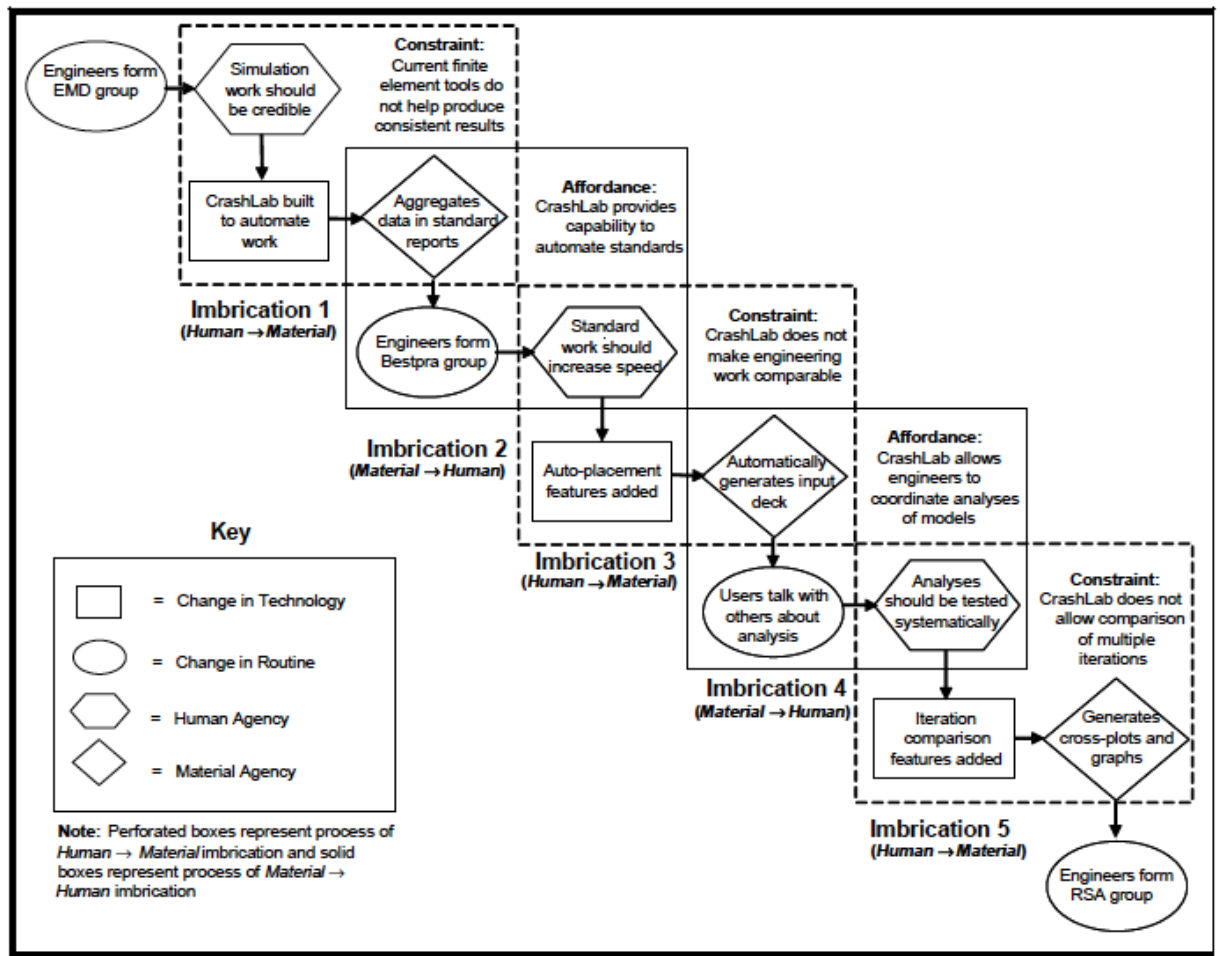 Engineers form
EMD group
Simulation
work should
be credible
Constraint:
Current finite
element tools do
not help produce
consistent results
CrashLab built
to automate
work
Aggregates
data in standard
reports
Affordance:
CrashLab provides
capability to
automate standards
Imbrication 1
(Human → Material)
Engineers form
Bestpra group
Standard
work should
increase speed
Constraint:
CrashLab does not
make engineering
work comparable
Imbrication 2
(Material → Human)
Auto-placement
features added
Automatically
generates input
deck
Affordance:
CrashLab allows
engineers to
coordinate analyses
of models
Imbrication 3
(Human → Material)
Users talk with
others about
analysis
Analyses
should be tested
systematically
Constraint:
CrashLab does not
allow comparison
of multiple
iterations
Imbrication 4
(Material → Human)
Iteration
comparison
features added
Generates
cross-plots and
graphs
Imbrication 5
(Human → Material)
Engineers form
RSA group
Key
= Change in Technology
= Change in Routine
= Human Agency
= Material Agency
Note: Perforated boxes represent process of
Human → Material imbrication and solid
boxes represent process of Material →
Human imbrication